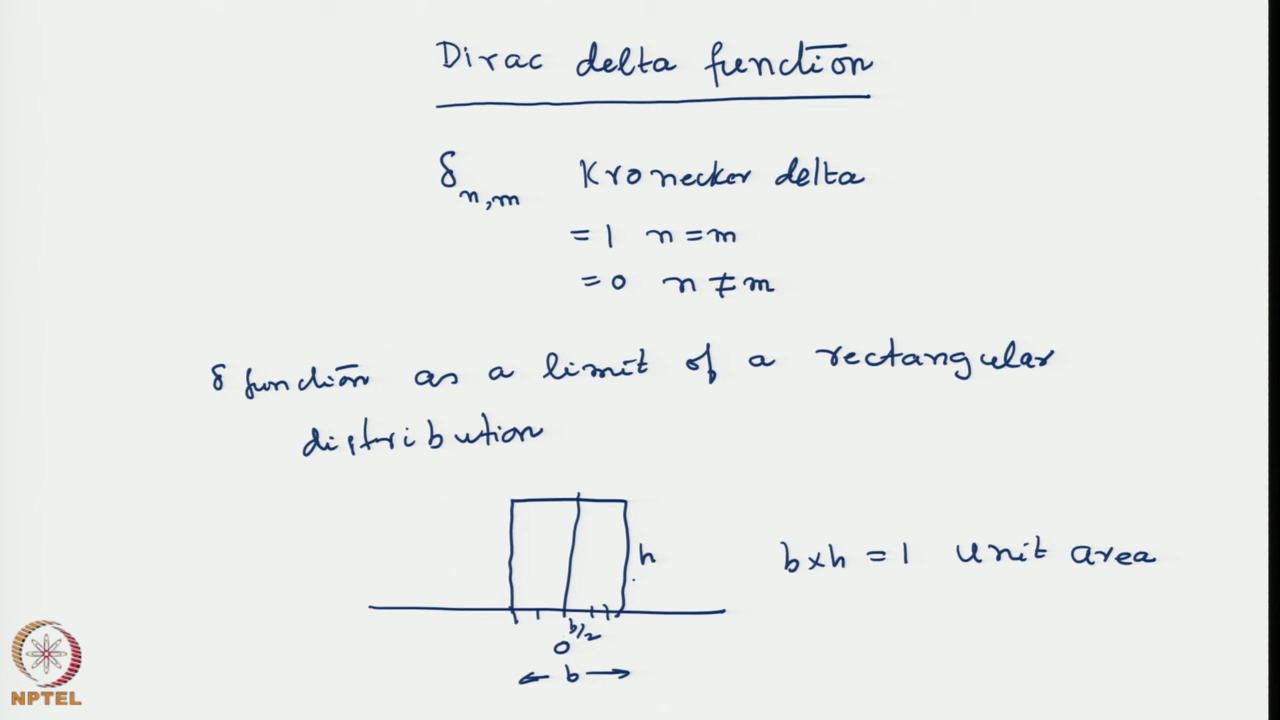 Dirac delta function
δ_{n,m} Kronecker delta
= 1 n = m
= 0 n ≠ m
δ function as a limit of a rectangular
distribution
h
b × h = 1 unit area
b/2
0
← b →
NPTEL